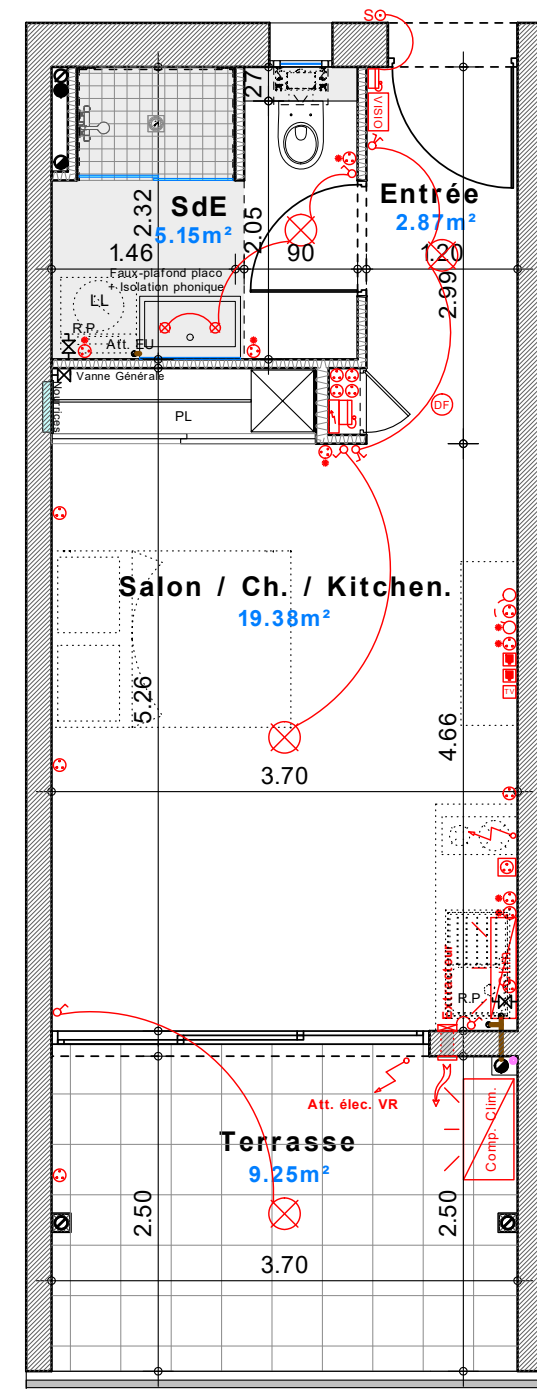 S
VISIO
27
SdE
5.15m²
Entrée
2.87m²
2.32
2.05
1.46
90
1.20
2.99
Faux-plafond placo
+ Isolation phonique
LL
R.P.
Att. EU
Vanne Générale
Nourrices
PL
DF
Salon / Ch. / Kitchen.
19.38m²
TV
5.26
4.66
3.70
Extracteur
Clim.
R.P.
Att. élec. VR
Comp. Clim.
Terrasse
9.25m²
2.50
2.50
3.70